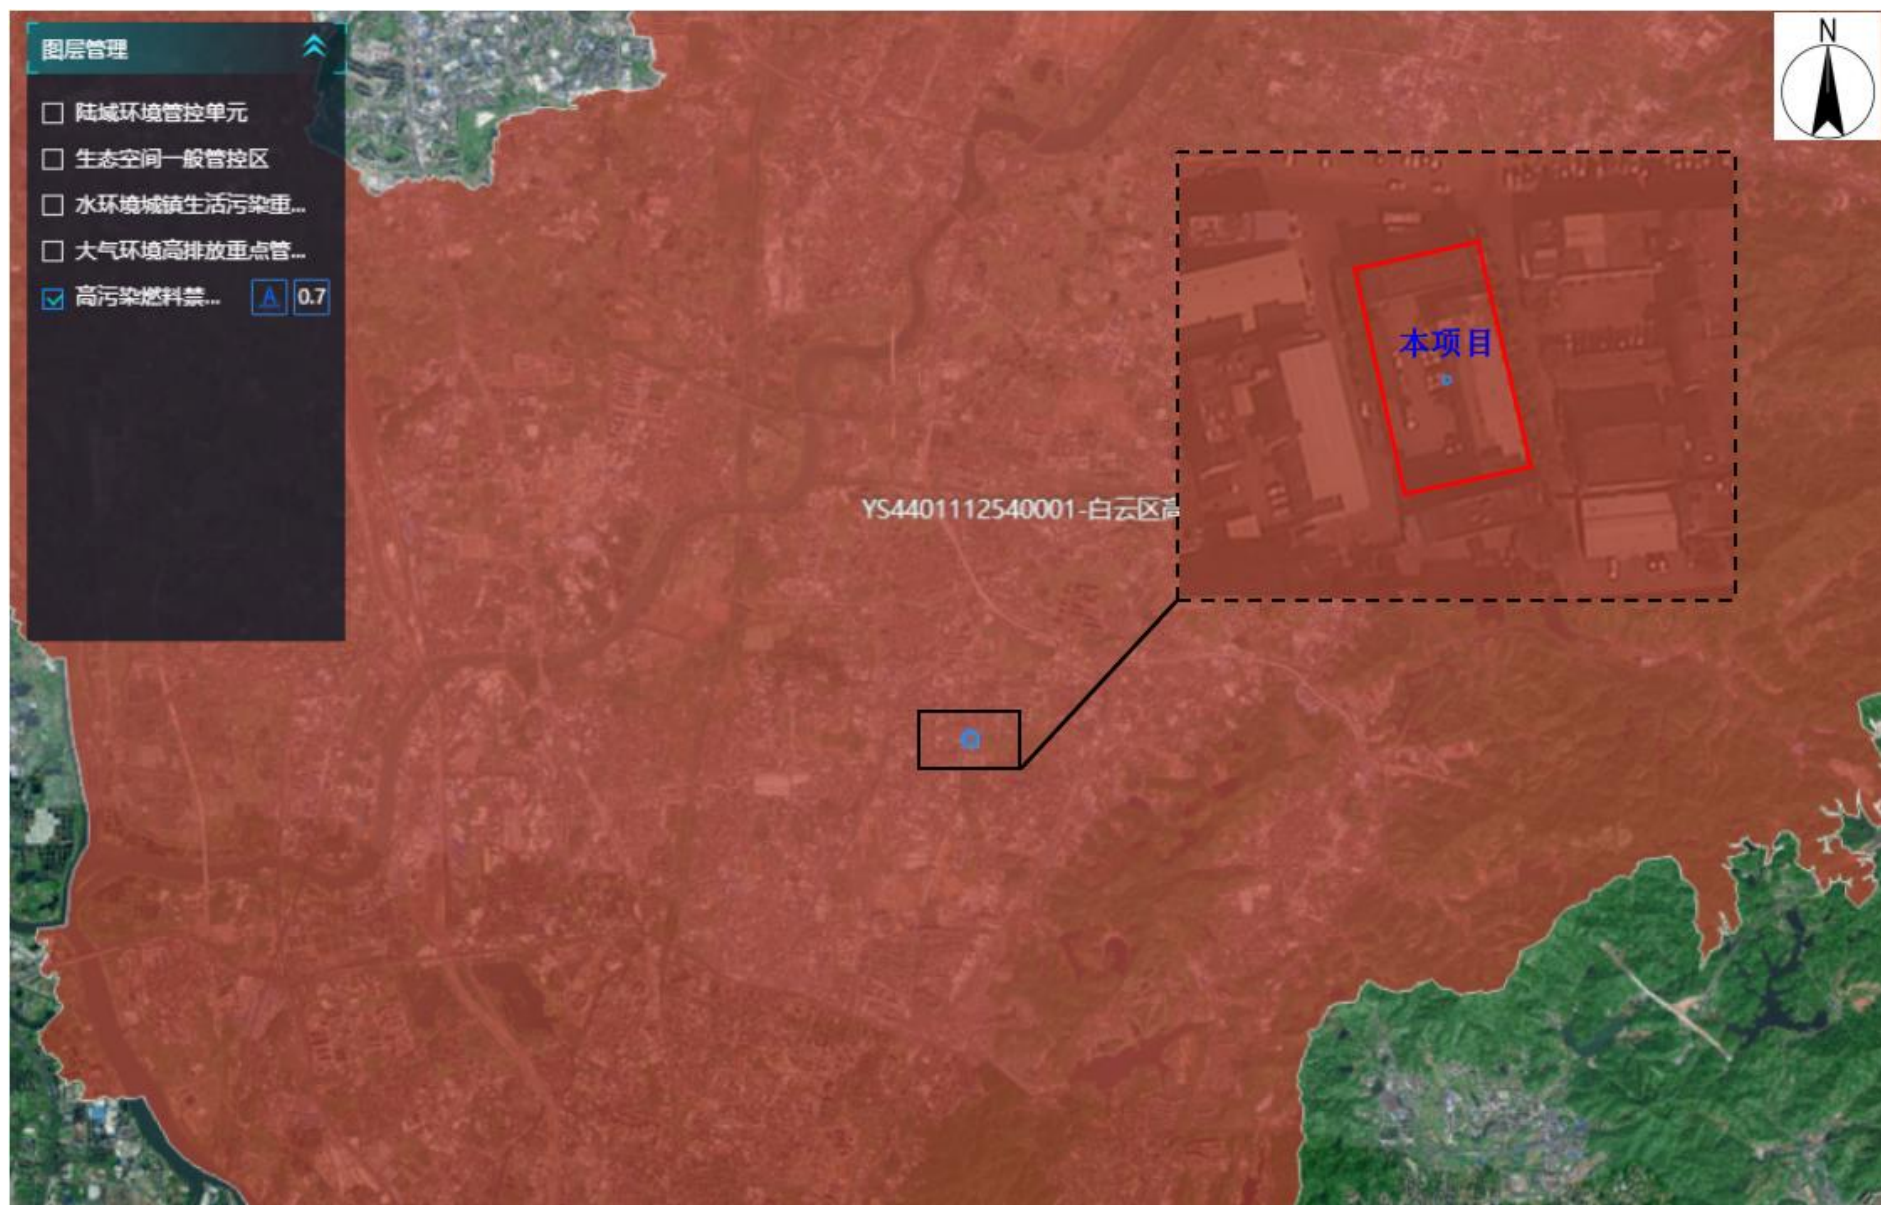 图层管理
陆域环境管控单元
生态空间一般管控区
水环境城镇生活污染重...
大气环境高排放重点管...
高污染燃料禁... A 0.7
N
本项目
YS4401112540001-白云区高